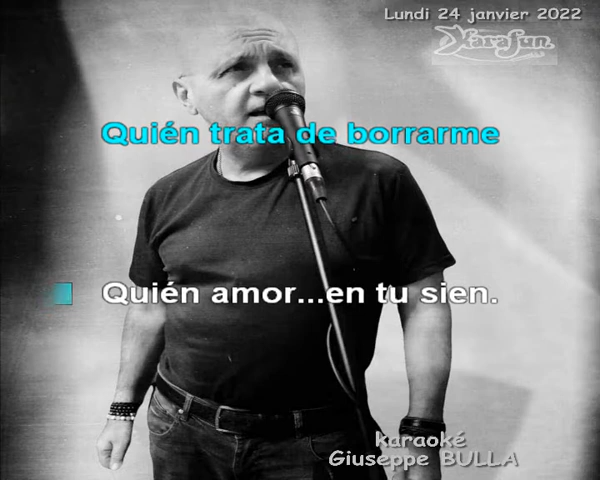 Lundi 24 janvier 2022
Karafun
Quién trata de borrarme
Quién amor...en tu sien.
karaoké
Giuseppe BULLA